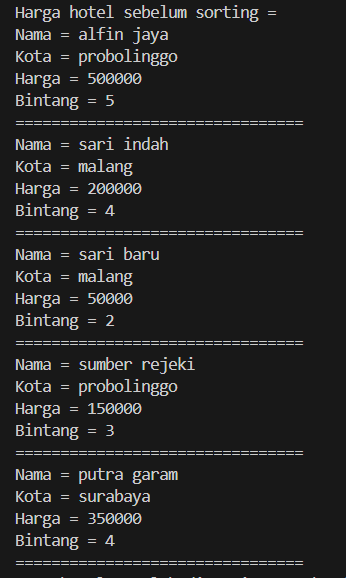 Harga hotel sebelum sorting =
Nama = alfin jaya
Kota = probolinggo
Harga = 500000
Bintang = 5
================================
Nama = sari indah
Kota = malang
Harga = 200000
Bintang = 4
================================
Nama = sari baru
Kota = malang
Harga = 50000
Bintang = 2
================================
Nama = sumber rejeki
Kota = probolinggo
Harga = 150000
Bintang = 3
================================
Nama = putra garam
Kota = surabaya
Harga = 350000
Bintang = 4
================================